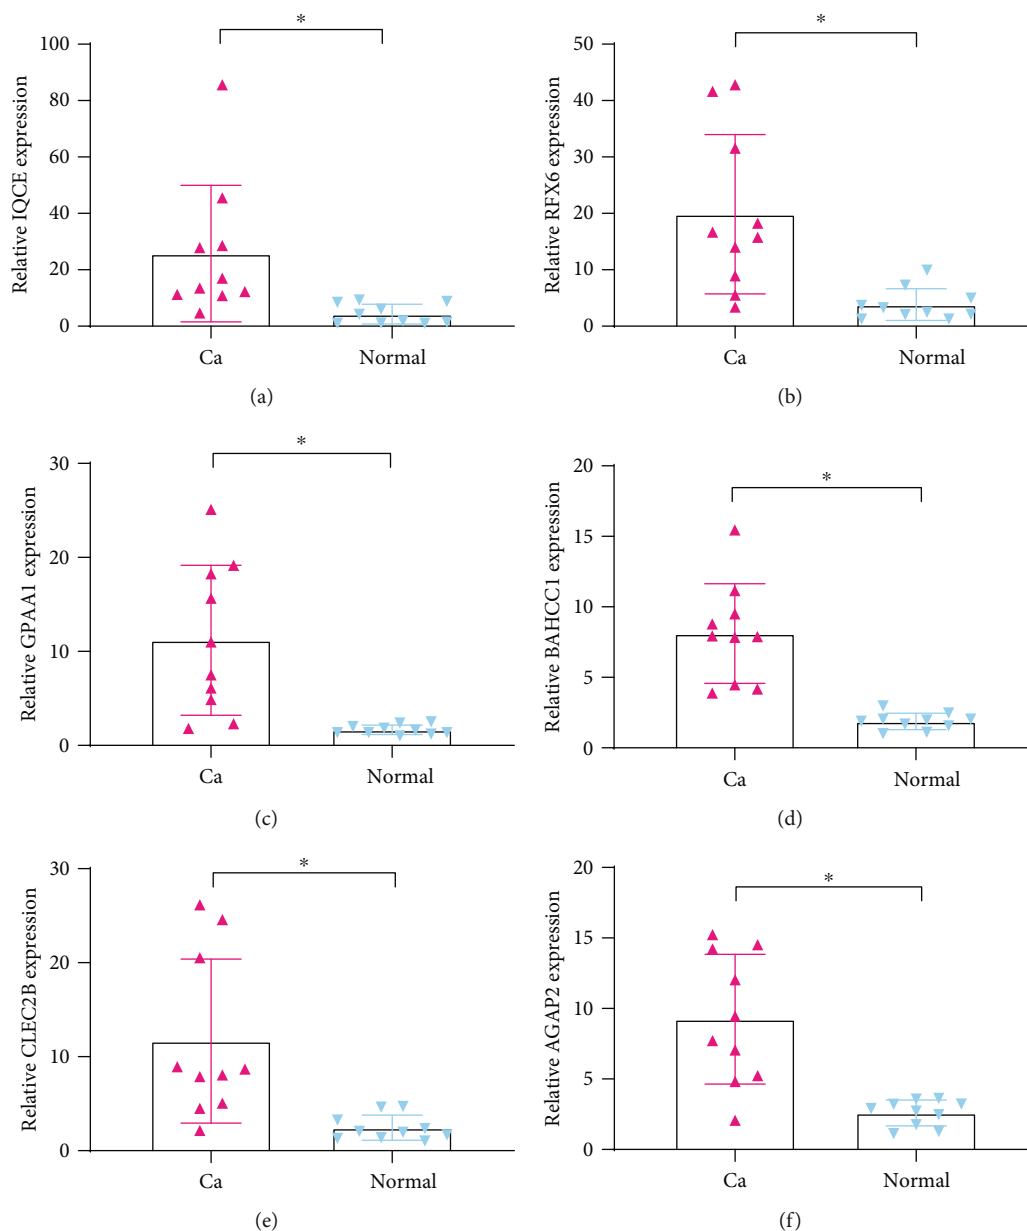 *
Relative IQCE expression
100
80
60
40
20
0
Ca
Normal
(a)
*
Relative RFX6 expression
50
40
30
20
10
0
Ca
Normal
(b)
*
Relative GPAA1 expression
30
20
10
0
Ca
Normal
(c)
*
Relative BAHCC1 expression
20
15
10
5
0
Ca
Normal
(d)
*
Relative CLEC2B expression
30
20
10
0
Ca
Normal
(e)
*
Relative AGAP2 expression
20
15
10
5
0
Ca
Normal
(f)